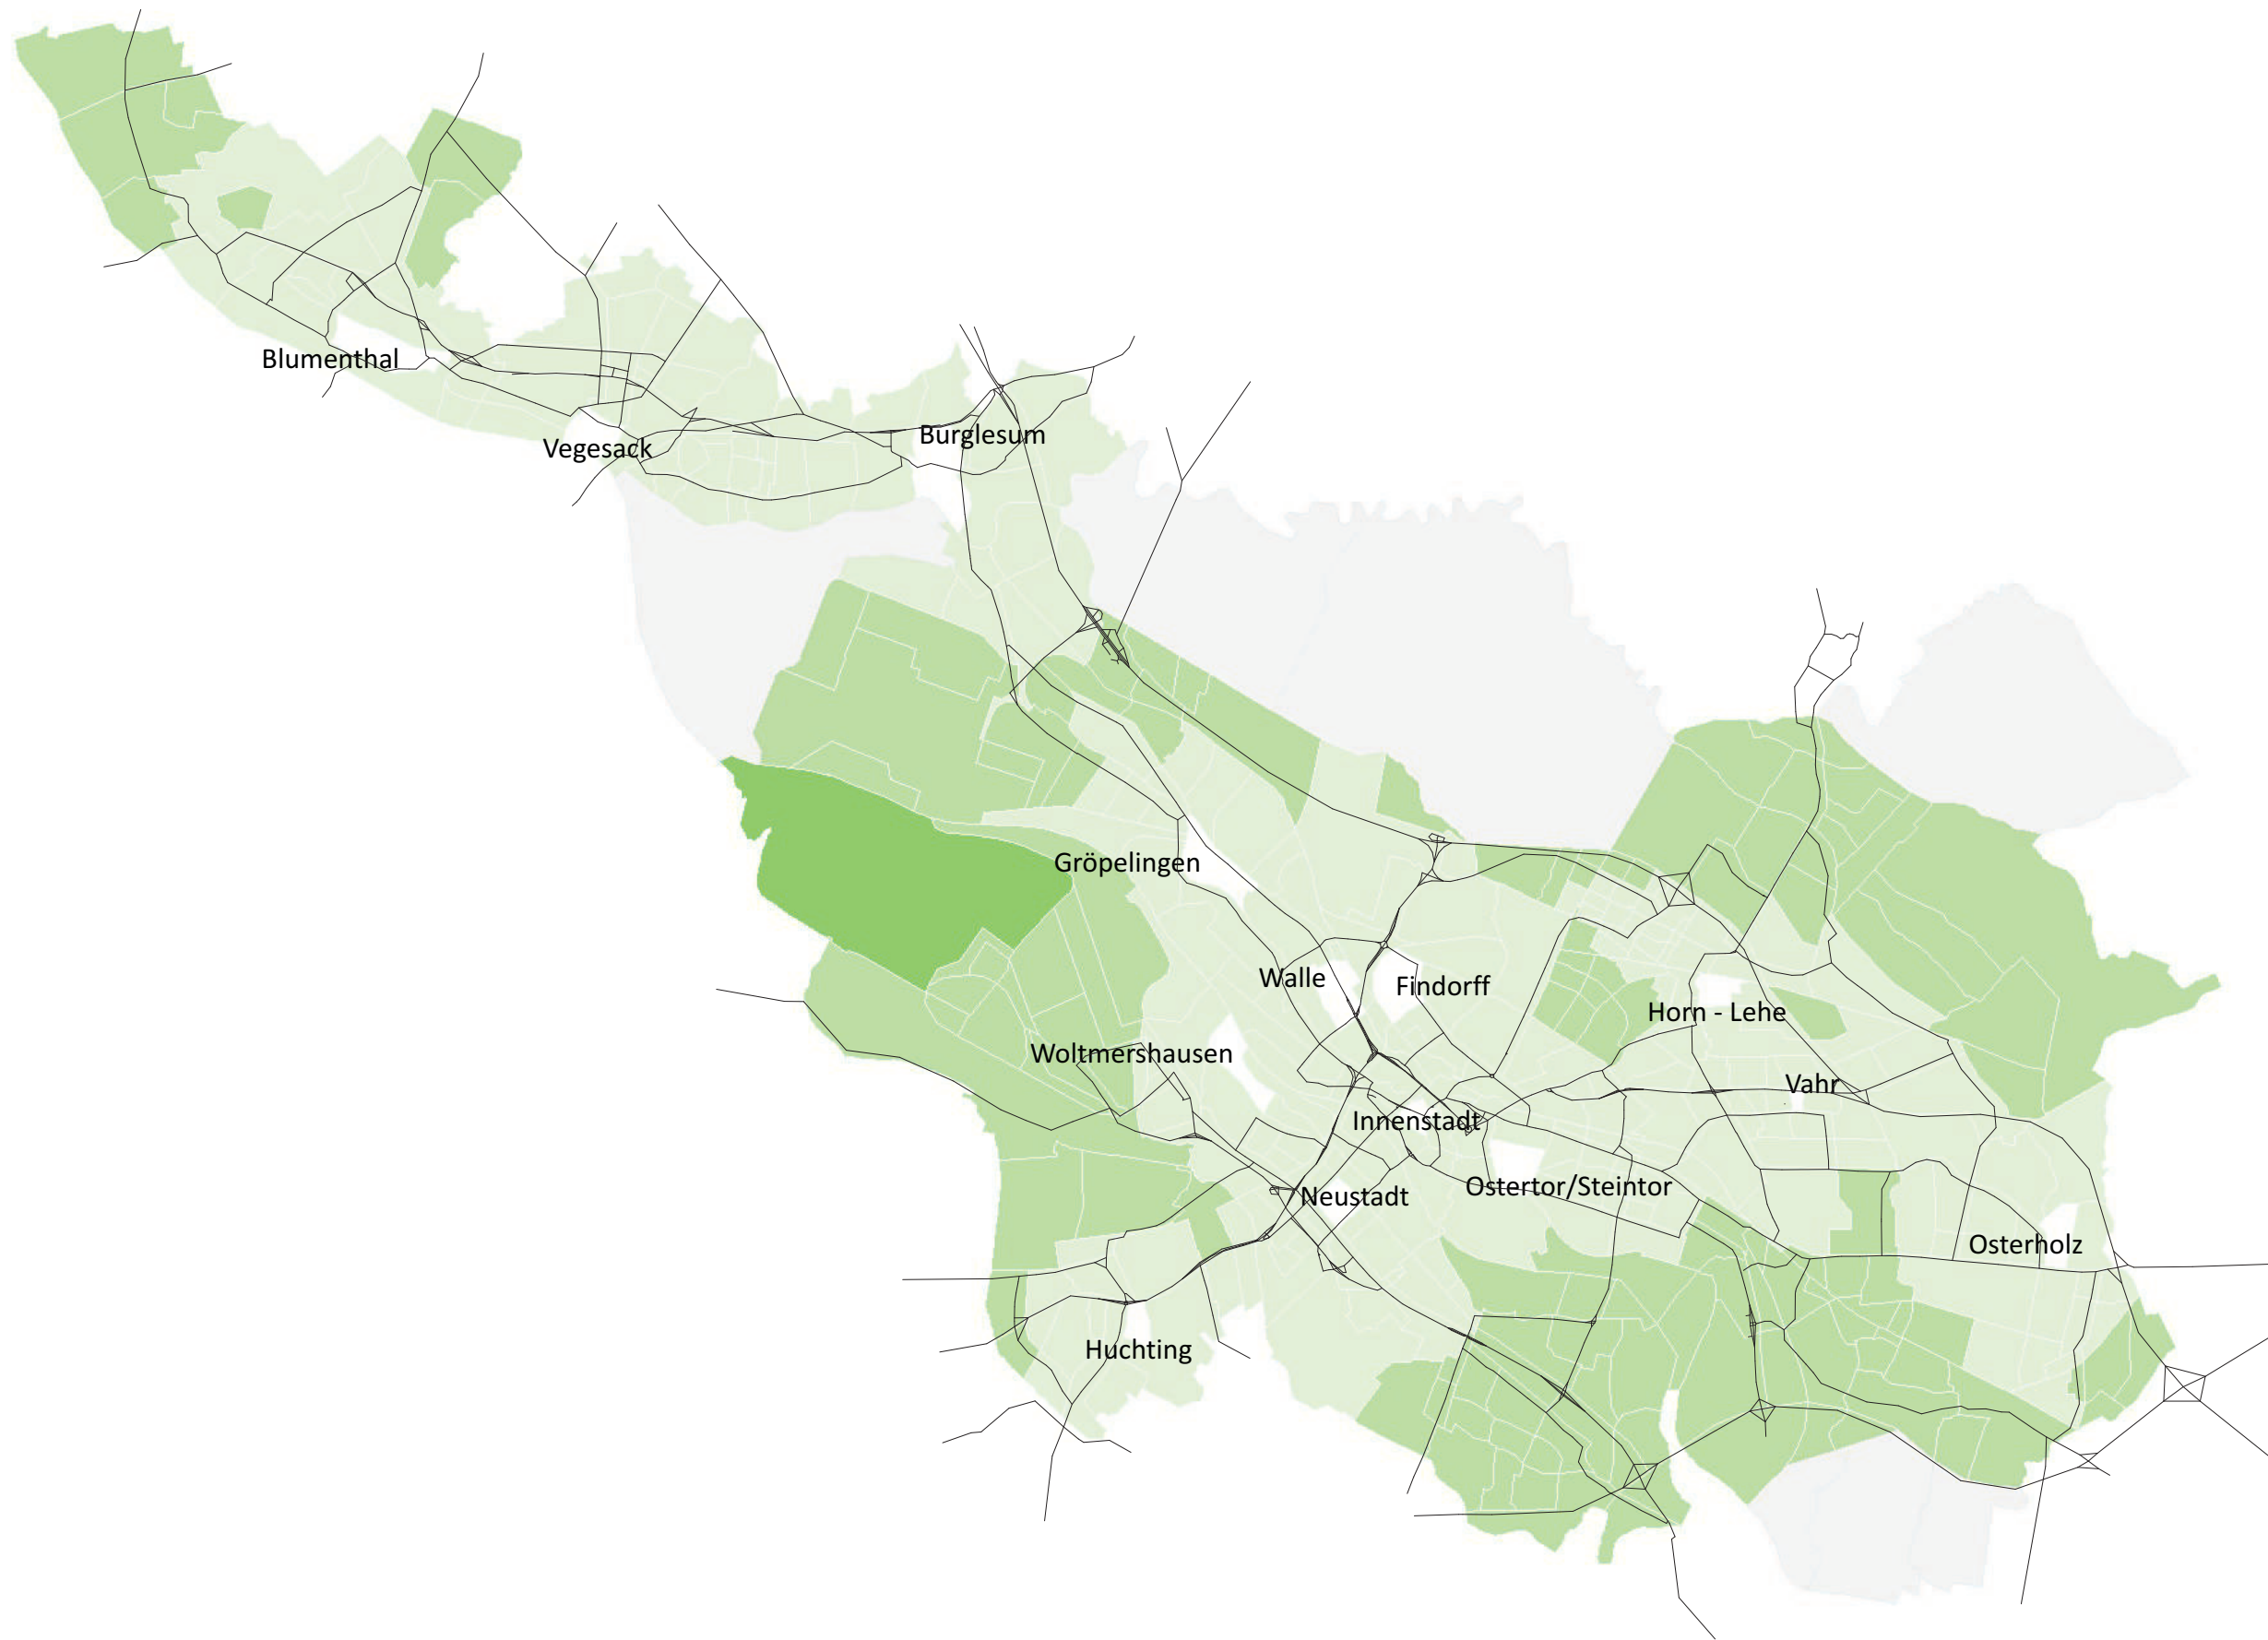 Blumenthal
Vegesack
Burglesum
Gröpelingen
Walle
Findorff
Horn - Lehe
Woltmershausen
Vahr
Innenstadt
Neustadt
Ostertor/Steintor
Osterholz
Huchting